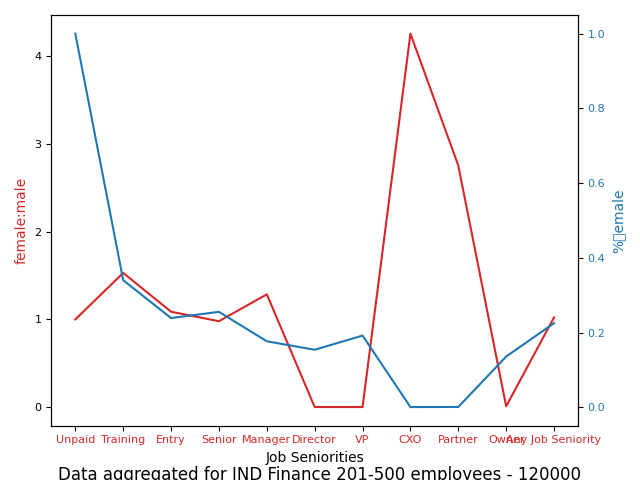 4
3
2
1
0
female:male
1.0
0.8
0.6
0.4
0.2
0.0
Unpaid Training Entry Senior Manager Director VP CXO Partner Owner Any Job Seniority
Job Seniorities
Data aggregated for IND Finance 201-500 employees - 120000